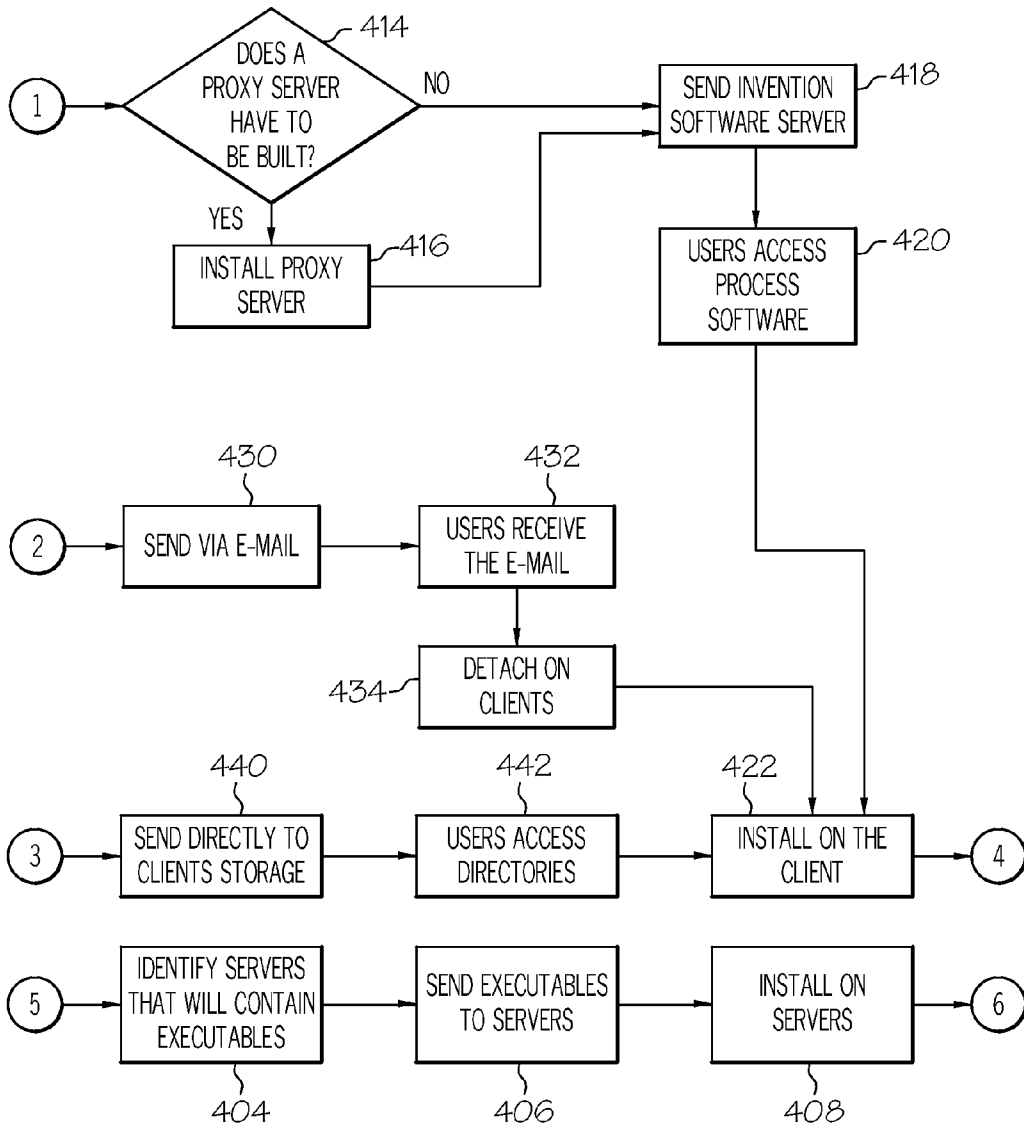 414
DOES A
PROXY SERVER
HAVE TO
BE BUILT?
1
NO
SEND INVENTION
SOFTWARE SERVER
418
YES
INSTALL PROXY
SERVER
416
USERS ACCESS
PROCESS
SOFTWARE
420
430
432
2
SEND VIA E-MAIL
USERS RECEIVE
THE E-MAIL
DETACH ON
CLIENTS
434
440
442
422
3
SEND DIRECTLY TO
CLIENTS STORAGE
USERS ACCESS
DIRECTORIES
INSTALL ON THE
CLIENT
4
5
IDENTIFY SERVERS
THAT WILL CONTAIN
EXECUTABLES
SEND EXECUTABLES
TO SERVERS
INSTALL ON
SERVERS
6
404
406
408